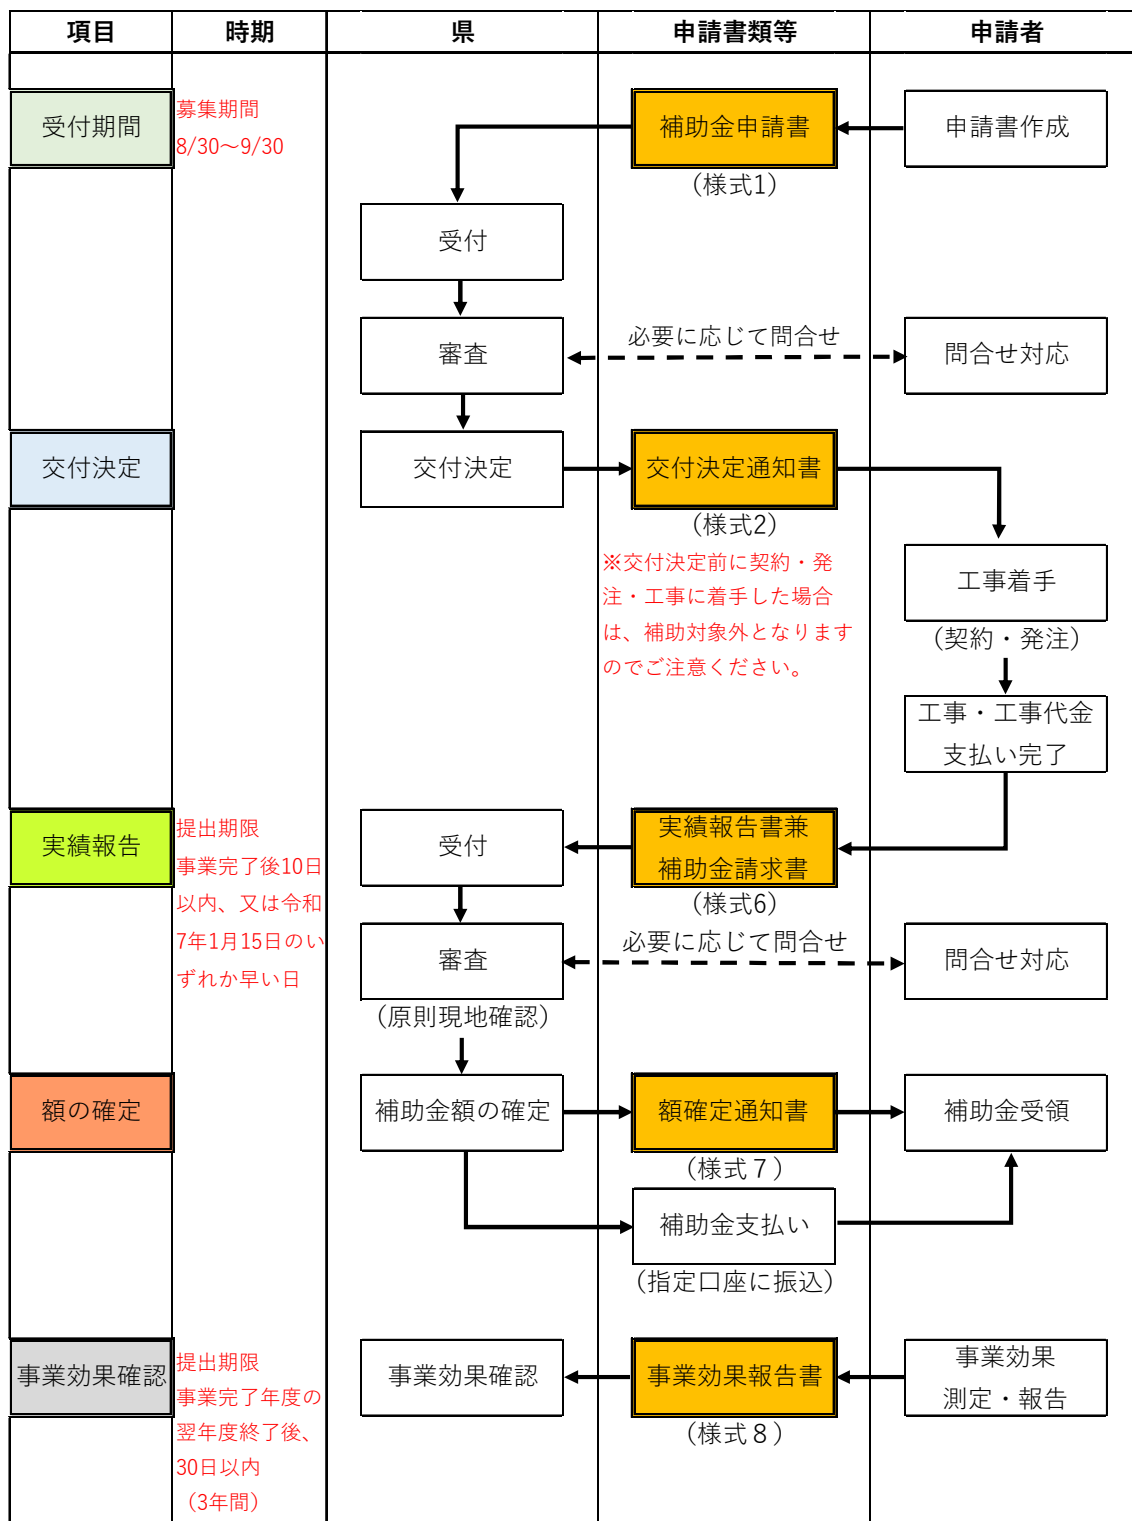 項目 時期 県 申請書類等 申請者
受付期間
募集期間
8/30～9/30
補助金申請書
(様式1)
申請書作成
受付
審査
必要に応じて問合せ
問合せ対応
交付決定
交付決定
交付決定通知書
(様式2)
※交付決定前に契約・発
注・工事に着手した場合
は、補助対象外となります
のでご注意ください。
工事着手
(契約・発注)
工事・工事代金
支払い完了
実績報告
提出期限
事業完了後10日
以内、又は令和
7年1月15日のい
ずれか早い日
受付
実績報告書兼
補助金請求書
(様式6)
審査
(原則現地確認)
必要に応じて問合せ
問合せ対応
額の確定
補助金額の確定
額確定通知書
(様式７)
補助金受領
補助金支払い
(指定口座に振込)
事業効果確認
提出期限
事業完了年度の
翌年度終了後、
30日以内
(3年間)
事業効果確認
事業効果報告書
(様式８)
事業効果
測定・報告